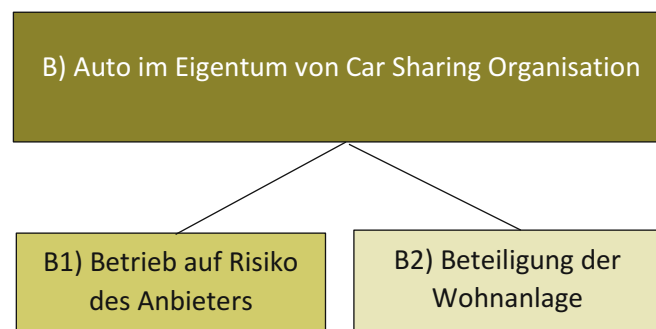 B) Auto im Eigentum von Car Sharing Organisation
B1) Betrieb auf Risiko
des Anbieters
B2) Beteiligung der
Wohnanlage